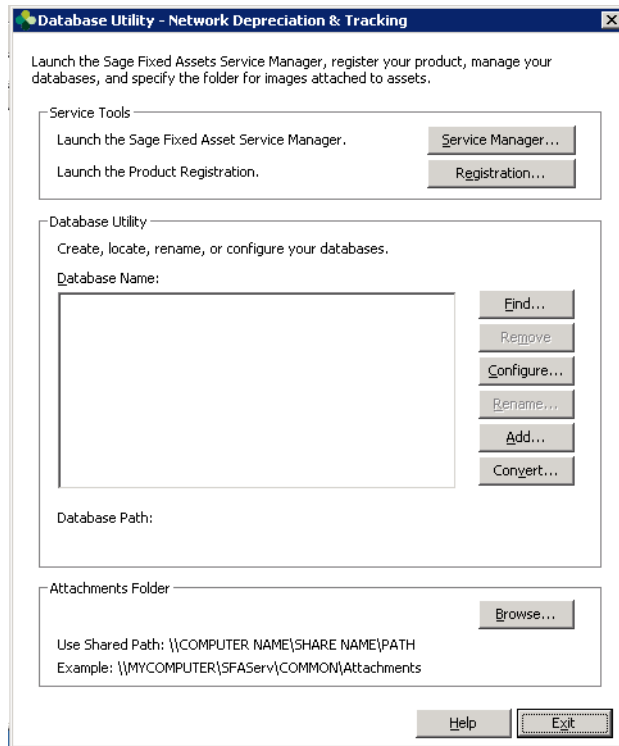 Database Utility - Network Depreciation & Tracking
Launch the Sage Fixed Assets Service Manager, register your product, manage your
databases, and specify the folder for images attached to assets.
Service Tools
Launch the Sage Fixed Asset Service Manager.
Service Manager...
Launch the Product Registration.
Registration...
Database Utility
Create, locate, rename, or configure your databases.
Database Name:
Find...
Remove
Configure...
Rename...
Add...
Convert...
Database Path:
Attachments Folder
Browse...
Use Shared Path: \\COMPUTER NAME\SHARE NAME\PATH
Example: \\MYCOMPUTER\SFAServ\COMMON\Attachments
Help
Exit